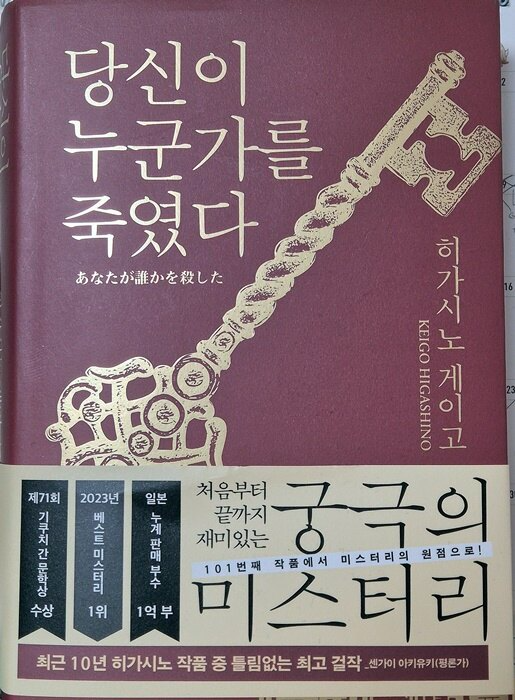 당신이
누군가를
죽였다
あなたが誰かを殺した
히가시노 게이고
KEIGO HIGASHINO
제71회
기쿠치 간 문학상
수상
2023년
베스트 미스터리
1위
일본
누계 판매 부수
1억 부
처음부터
끝까지
재미있는
궁극의
101번째 작품에서 미스터리의 원점으로!
미스터리
최근 10년 히가시노 작품 중 틀림없는 최고 걸작 _센가이 아키유키(평론가)